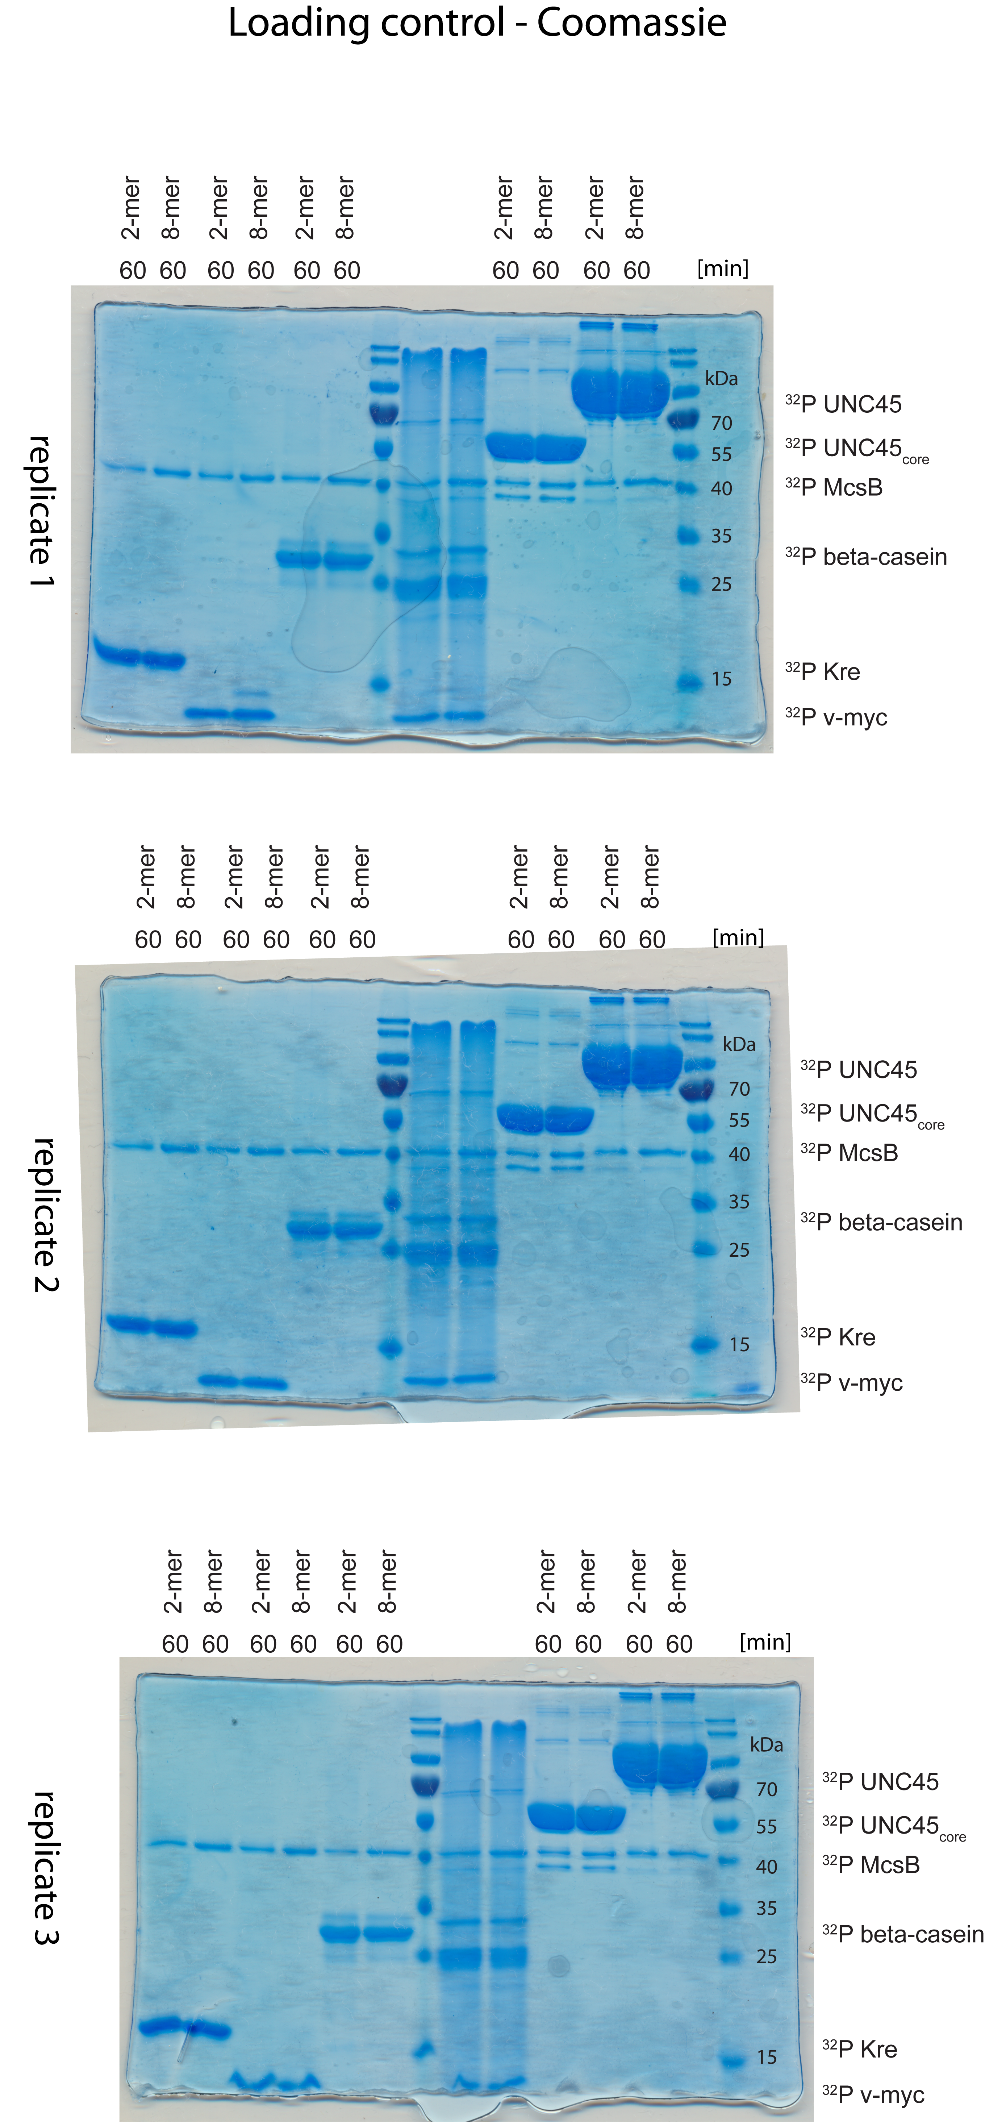 Loading control - Coomassie
2-mer 8-mer 2-mer 8-mer 2-mer 8-mer 2-mer 8-mer 2-mer 8-mer
60 60 60 60 60 60 60 60 60 60 [min]
replicate 1
kDa
70
55
40
35
25
15
32P UNC45
32P UNC45core
32P McsB
32P beta-casein
32P Kre
32P v-myc
2-mer 8-mer 2-mer 8-mer 2-mer 8-mer 2-mer 8-mer 2-mer 8-mer
60 60 60 60 60 60 60 60 60 60 [min]
replicate 2
kDa
70
55
40
35
25
15
32P UNC45
32P UNC45core
32P McsB
32P beta-casein
32P Kre
32P v-myc
2-mer 8-mer 2-mer 8-mer 2-mer 8-mer 2-mer 8-mer 2-mer 8-mer
60 60 60 60 60 60 60 60 60 60 [min]
replicate 3
kDa
70
55
40
35
25
15
32P UNC45
32P UNC45core
32P McsB
32P beta-casein
32P Kre
32P v-myc